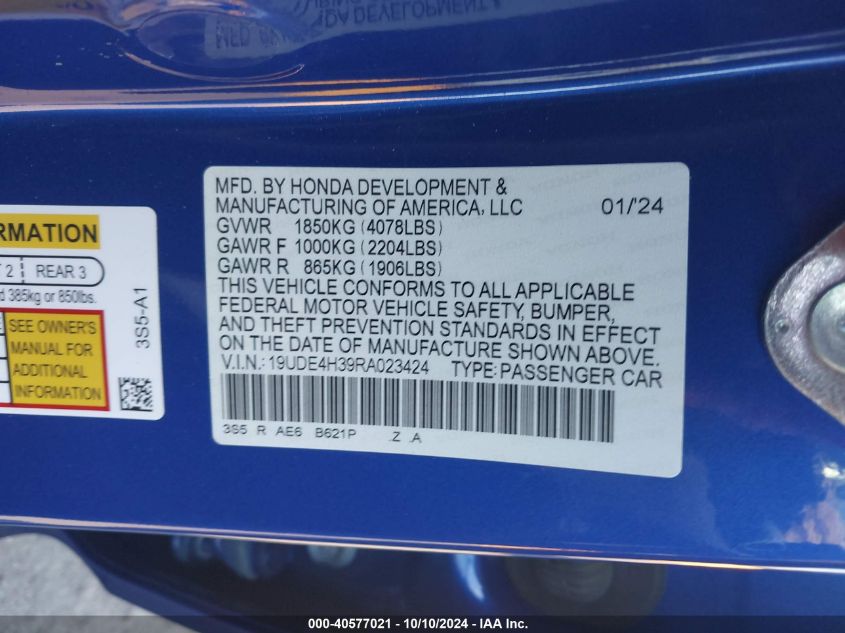 MFD. BY HONDA DEVELOPMENT &
MANUFACTURING OF AMERICA, LLC 01/'24
GVWR 1850KG (4078LBS)
GAWR F 1000KG (2204LBS)
GAWR R 865KG (1906LBS)
THIS VEHICLE CONFORMS TO ALL APPLICABLE
FEDERAL MOTOR VEHICLE SAFETY, BUMPER,
AND THEFT PREVENTION STANDARDS IN EFFECT
ON THE DATE OF MANUFACTURE SHOWN ABOVE.
V.I.N.: 19UDE4H39RA023424 TYPE: PASSENGER CAR
3S5 R AE6 B621P .Z .A
RMATION
2 REAR 3
385kg or 850lbs.
SEE OWNER'S
MANUAL FOR
ADDITIONAL
INFORMATION
3S5-A1
000-40577021 - 10/10/2024 - IAA Inc.